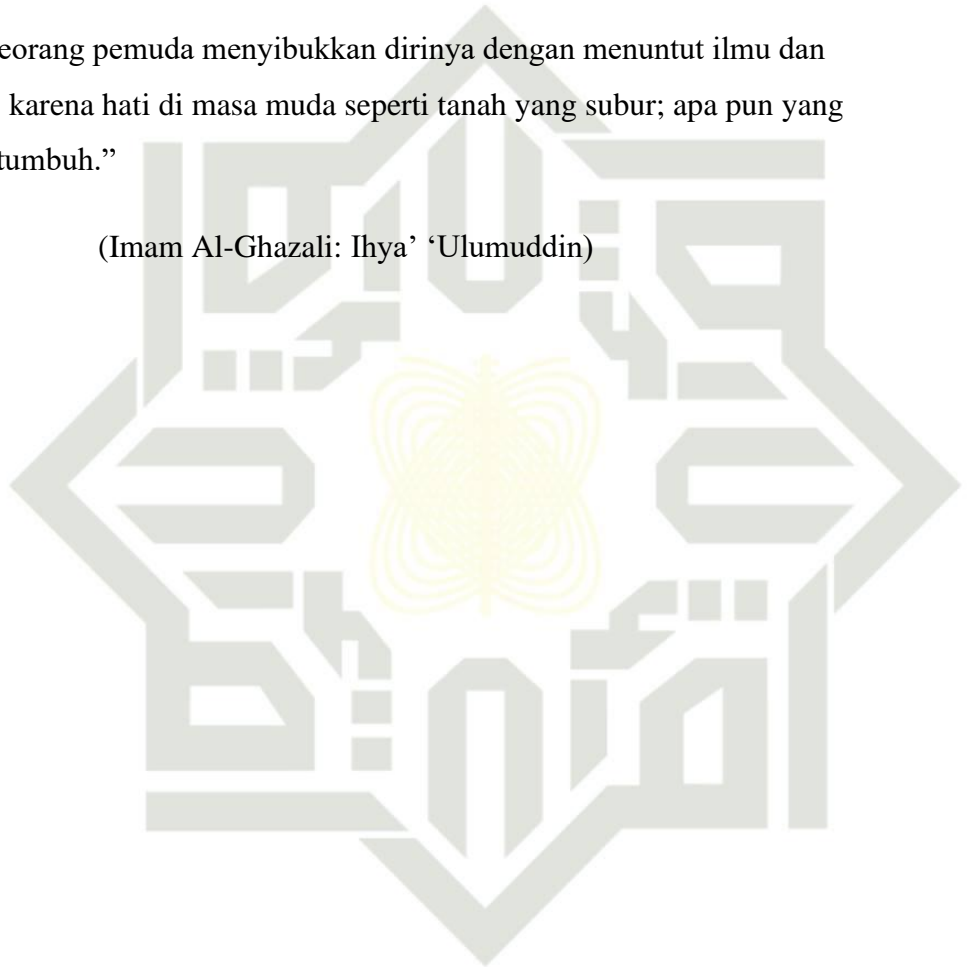 eorang pemuda menyibukkan dirinya dengan menuntut ilmu dan
karena hati di masa muda seperti tanah yang subur; apa pun yang
tumbuh.”
(Imam Al-Ghazali: Ihya’ ‘Ulumuddin)